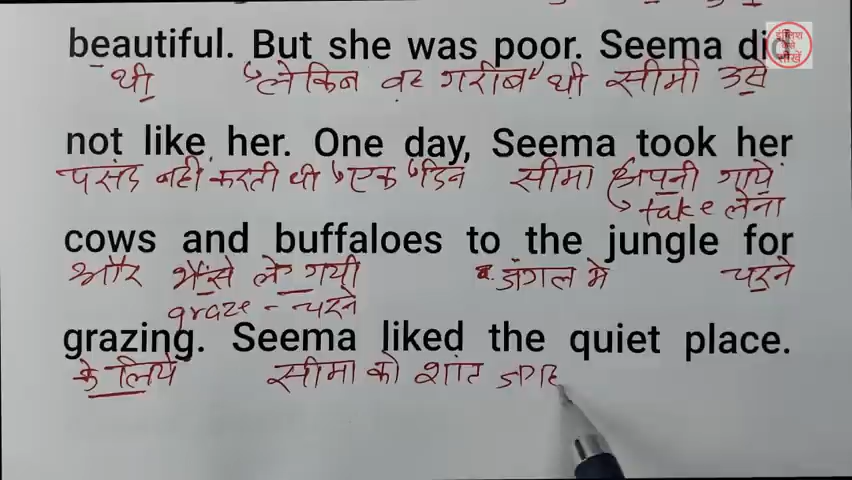 beautiful. But she was poor. Seema di
इंग्लिश
सीखें
थी "लेकिन वह गरीब" थी सीमी उसे
not like her. One day, Seema took her
पसंद नही करती थी एक दिन सीमा अपनी गायें
take लेना
cows and buffaloes to the jungle for
और भैंसे ले गयी जंगल मे चरने
graze - चरने
grazing. Seema liked the quiet place.
के लिये सीमा को शांट जगह